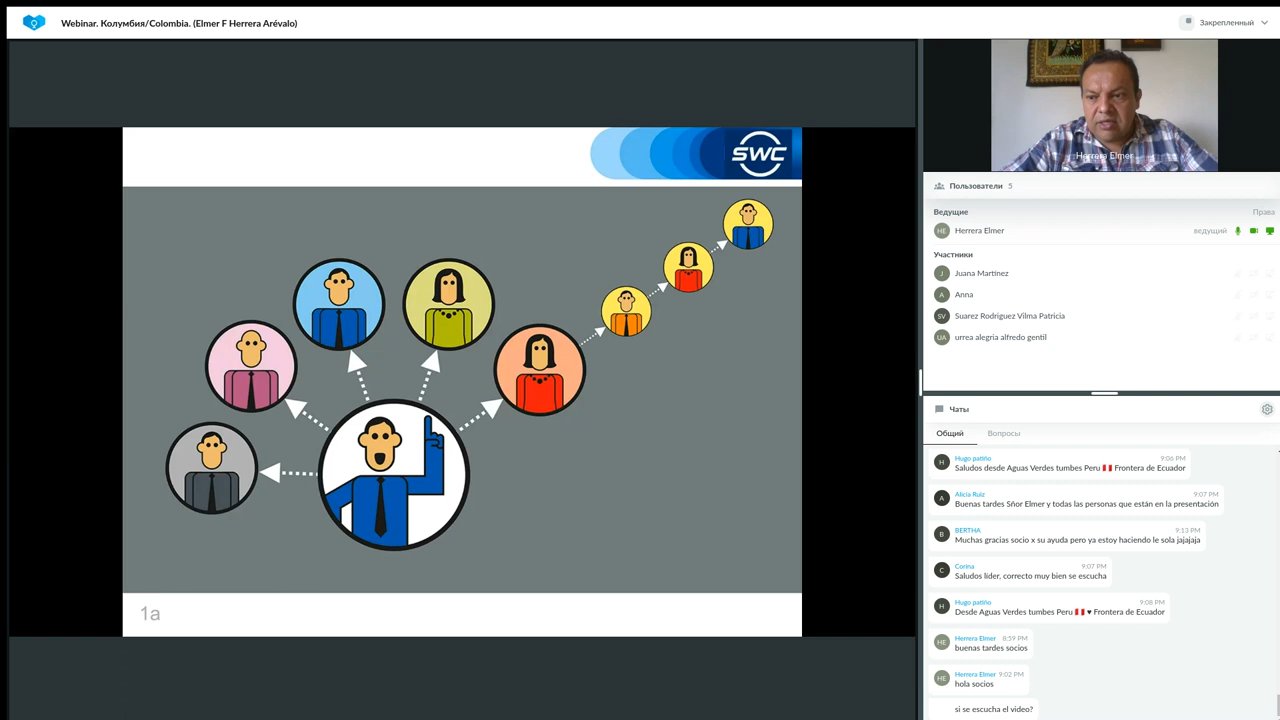 Webinar. Колумбия/Colombia. (Elmer F Herrera Arévalo)
Закрепленный
SWC
1a
Herrera Elmer
Пользователи 5
Ведущие Права
HE Herrera Elmer ведущий
Участники
J Juana Martínez
A Anna
SV Suarez Rodriguez Vilma Patricia
UA urrea alegria alfredo gentil
Чаты
Общий Вопросы
H Hugo patiño 9:06 PM
Saludos desde Aguas Verdes tumbes Peru 🇵🇪 Frontera de Ecuador
A Alicia Ruiz 9:07 PM
Buenas tardes Sñor Elmer y todas las personas que están en la presentación
B BERTHA 9:13 PM
Muchas gracias socio x su ayuda pero ya estoy haciendo le sola jajajaja
C Corina 9:07 PM
Saludos líder, correcto muy bien se escucha
H Hugo patiño 9:08 PM
Desde Aguas Verdes tumbes Peru 🇵🇪 ♥ Frontera de Ecuador
HE Herrera Elmer 8:59 PM
buenas tardes socios
HE Herrera Elmer 9:02 PM
hola socios
si se escucha el video?